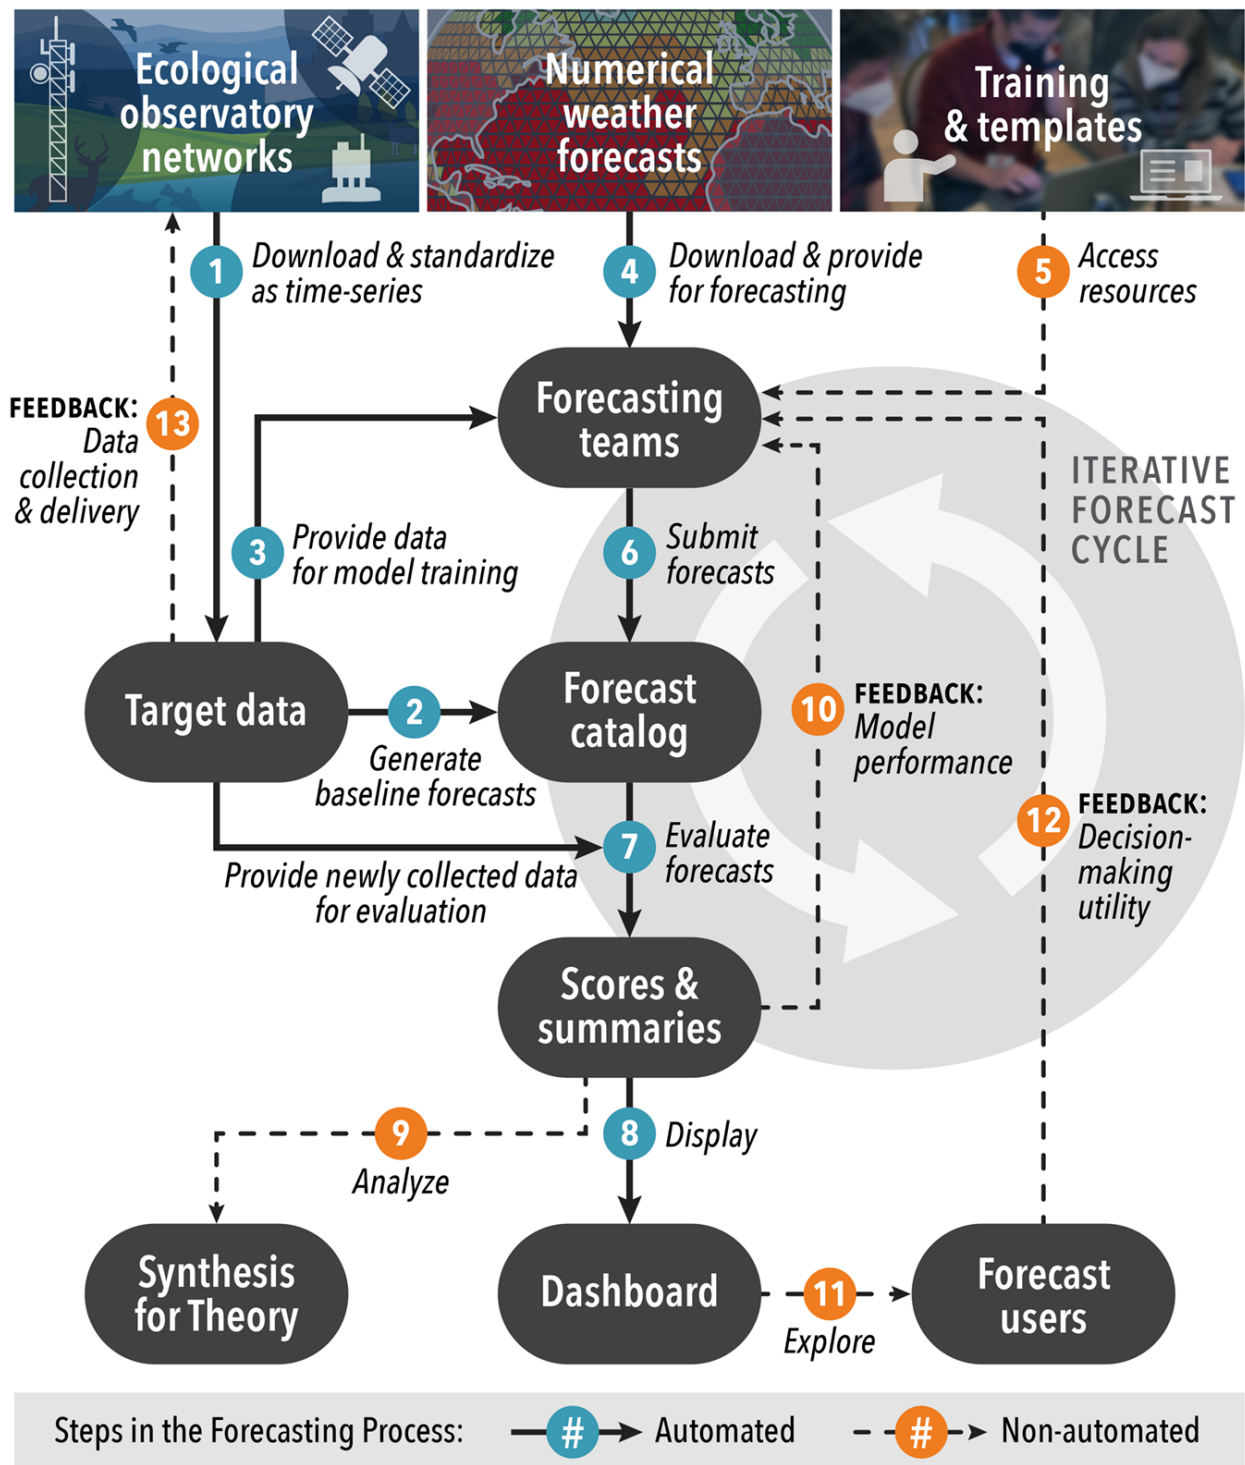 Ecological
observatory
networks
Numerical
weather
forecasts
Training
& templates
1
Download & standardize
as time-series
4
Download & provide
for forecasting
5
Access
resources
FEEDBACK:
Data
collection
& delivery
13
Forecasting
teams
ITERATIVE
FORECAST
CYCLE
3
Provide data
for model training
6
Submit
forecasts
Target data
2
Generate
baseline forecasts
Forecast
catalog
10
FEEDBACK:
Model
performance
12
FEEDBACK:
Decision-
making
utility
7
Evaluate
forecasts
Provide newly collected data
for evaluation
Scores &
summaries
9
Analyze
8
Display
Synthesis
for Theory
Dashboard
11
Explore
Forecast
users
Steps in the Forecasting Process:
#
Automated
#
Non-automated